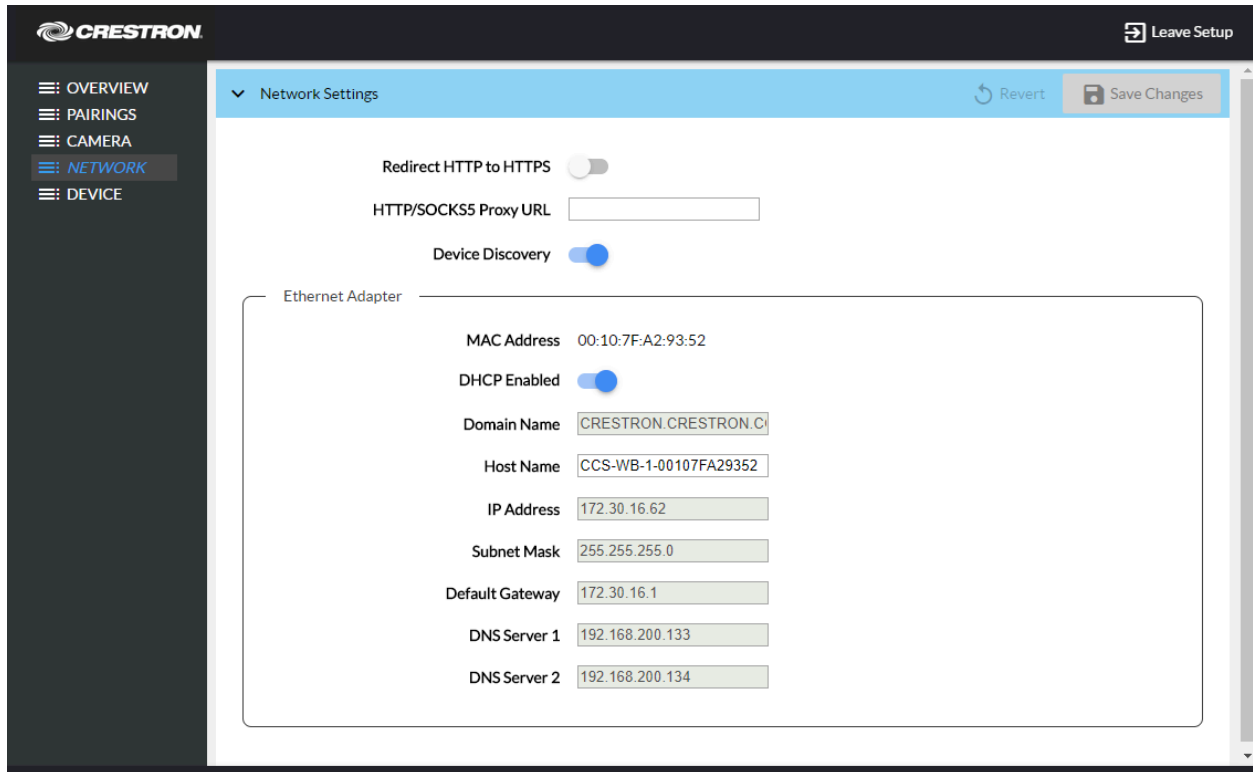 CRESTRON.
Leave Setup
OVERVIEW
PAIRINGS
CAMERA
NETWORK
DEVICE
Network Settings
Revert
Save Changes
Redirect HTTP to HTTPS
HTTP/SOCKS5 Proxy URL
Device Discovery
Ethernet Adapter
MAC Address 00:10:7F:A2:93:52
DHCP Enabled
Domain Name CRESTRON.CRESTRON.C
Host Name CCS-WB-1-00107FA29352
IP Address 172.30.16.62
Subnet Mask 255.255.255.0
Default Gateway 172.30.16.1
DNS Server 1 192.168.200.133
DNS Server 2 192.168.200.134